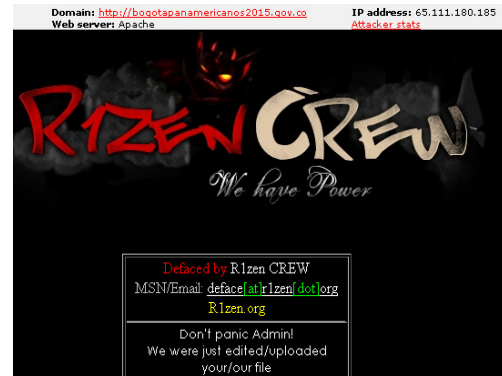 Domain: http://bogotapanamericanos2015.gov.co IP address: 65.111.180.185
Web server: Apache Attacker stats
R1ZEN CREW
We have Power
Defaced by R1zen CREW
MSN/Email: deface[at]r1zen[dot]org
R1zen.org
Don't panic Admin!
We were just edited/uploaded
your/our file